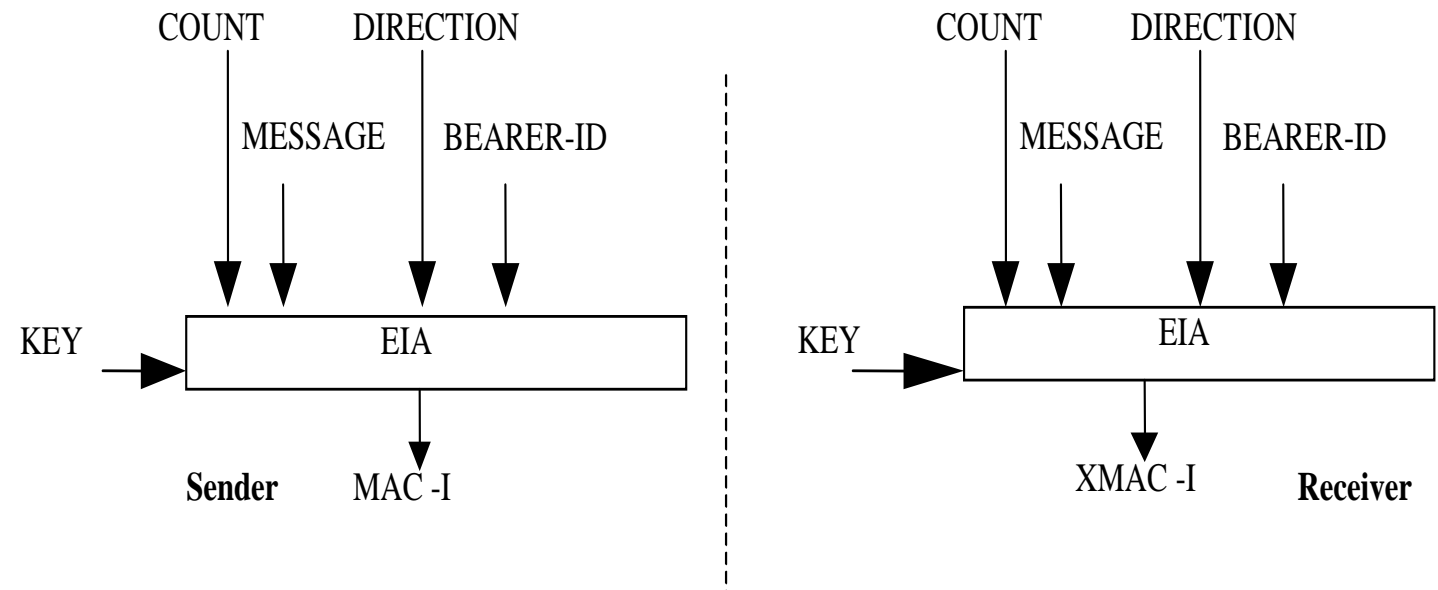 COUNT DIRECTION
MESSAGE BEARER-ID
KEY
EIA
Sender MAC -I
COUNT DIRECTION
MESSAGE BEARER-ID
KEY
EIA
XMAC -I Receiver